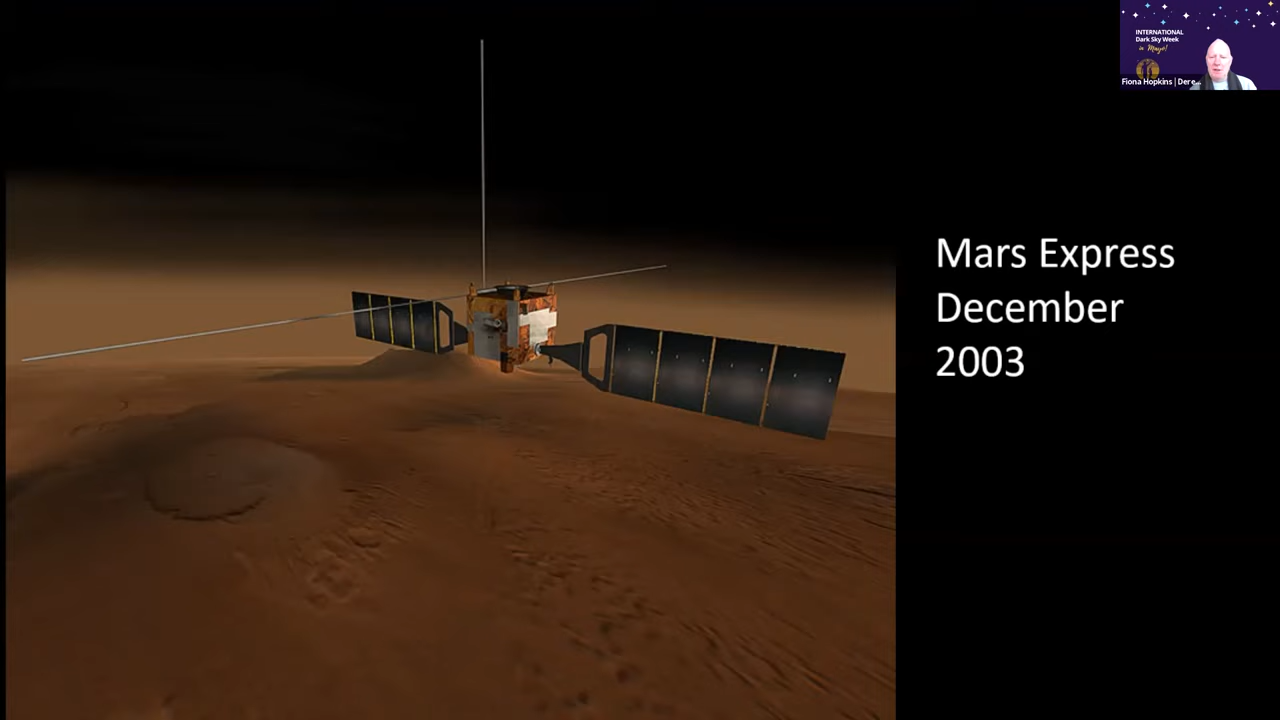 INTERNATIONAL
Dark Sky Week
in Mayo!
Fiona Hopkins | Dere...
Mars Express
December
2003